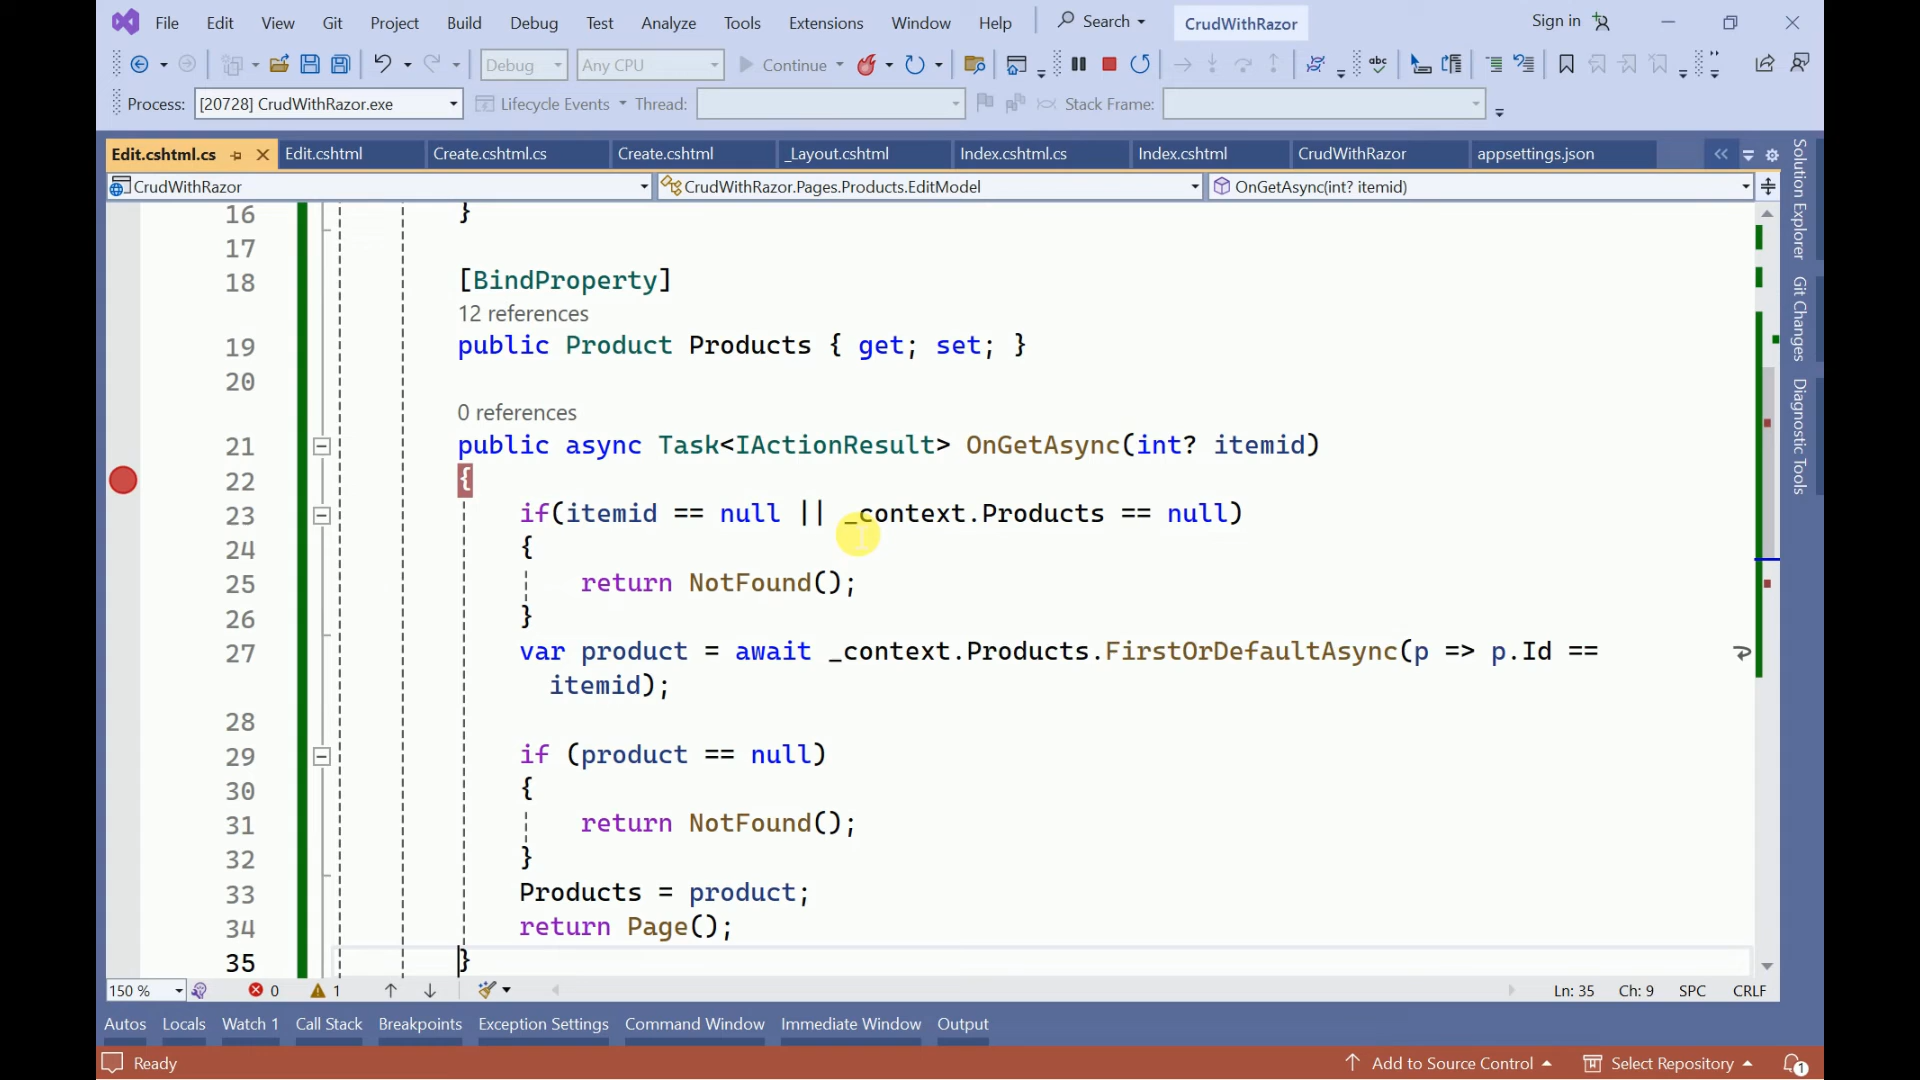 File Edit View Git Project Build Debug Test Analyze Tools Extensions Window Help Search CrudWithRazor Sign in
Debug Any CPU Continue abc
Process: [20728] CrudWithRazor.exe Lifecycle Events Thread: Stack Frame:
Edit.cshtml.cs Edit.cshtml Create.cshtml.cs Create.cshtml _Layout.cshtml Index.cshtml.cs Index.cshtml CrudWithRazor appsettings.json
CrudWithRazor CrudWithRazor.Pages.Products.EditModel OnGetAsync(int? itemid)
16 }
17
18 [BindProperty]
12 references
19 public Product Products { get; set; }
20
0 references
21 public async Task<IActionResult> OnGetAsync(int? itemid)
22 {
23 if(itemid == null || _context.Products == null)
24 {
25 return NotFound();
26 }
27 var product = await _context.Products.FirstOrDefaultAsync(p => p.Id ==
itemid);
28
29 if (product == null)
30 {
31 return NotFound();
32 }
33 Products = product;
34 return Page();
35 }
Solution Explorer
Git Changes
Diagnostic Tools
150 % 0 1 Ln: 35 Ch: 9 SPC CRLF
Autos Locals Watch 1 Call Stack Breakpoints Exception Settings Command Window Immediate Window Output
Ready Add to Source Control Select Repository 1